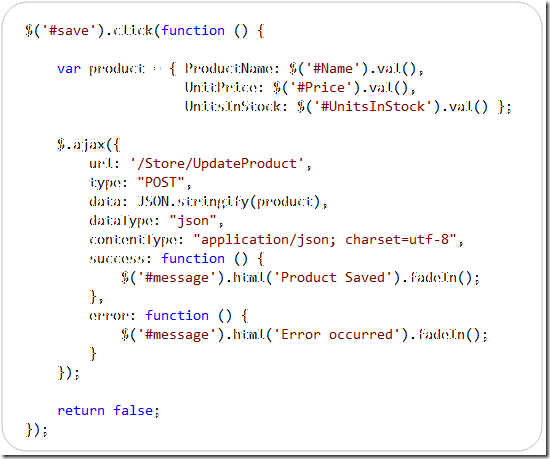 $('#save').click(function () {
var product = { ProductName: $('#Name').val(),
UnitPrice: $('#Price').val(),
UnitsInStock: $('#UnitsInStock').val() };
$.ajax({
url: '/Store/UpdateProduct',
type: "POST",
data: JSON.stringify(product),
dataType: "json",
contentType: "application/json; charset=utf-8",
success: function () {
$('#message').html('Product Saved').fadeIn();
},
error: function () {
$('#message').html('Error occurred').fadeIn();
}
});
return false;
});